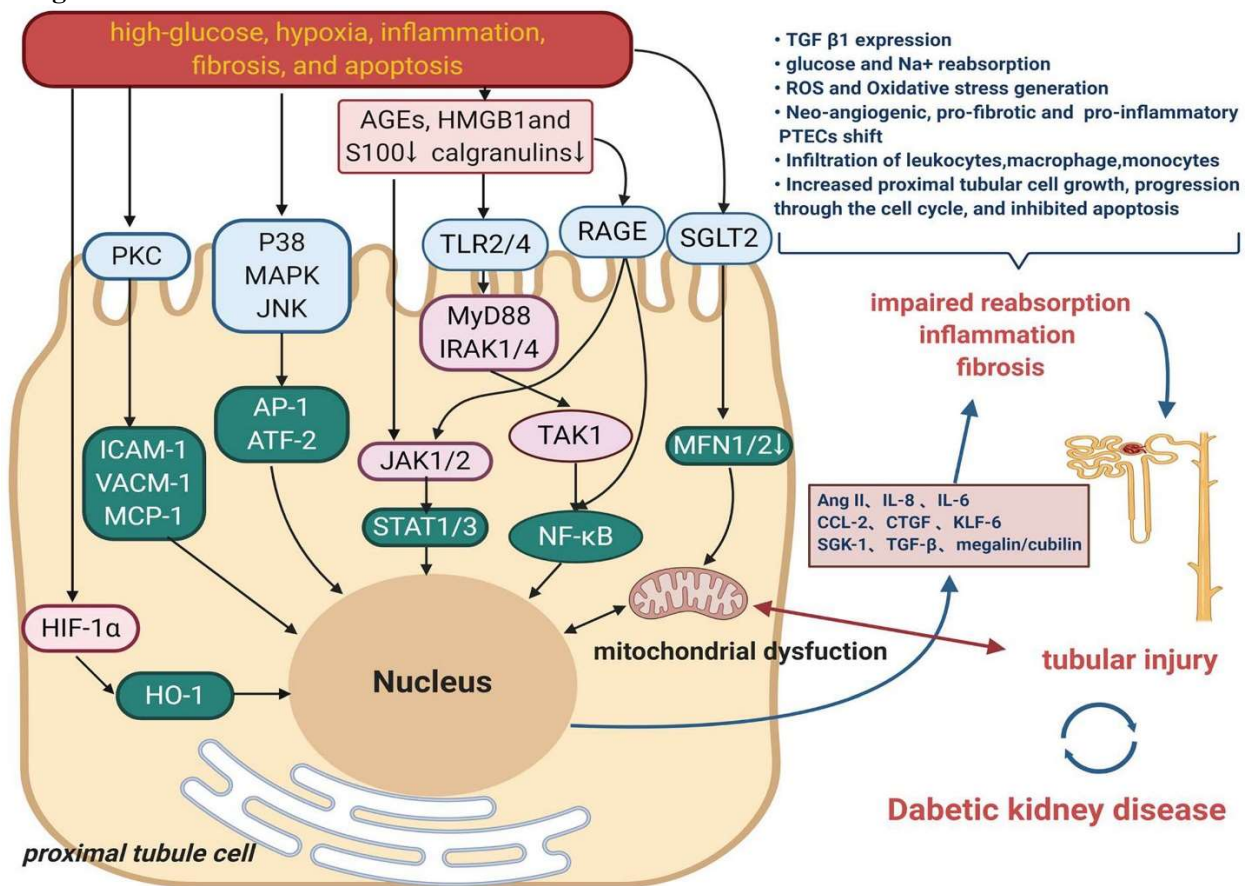 high-glucose, hypoxia, inflammation,
fibrosis, and apoptosis
• TGF β1 expression
• glucose and Na+ reabsorption
• ROS and Oxidative stress generation
• Neo-angiogenic, pro-fibrotic and pro-inflammatory
PTECs shift
• Infiltration of leukocytes,macrophage,monocytes
• Increased proximal tubular cell growth, progression
through the cell cycle, and inhibited apoptosis
AGEs, HMGB1and
S100↓ calgranulins↓
PKC
P38
MAPK
JNK
TLR2/4
RAGE
SGLT2
MyD88
IRAK1/4
AP-1
ATF-2
ICAM-1
VACM-1
MCP-1
JAK1/2
TAK1
MFN1/2↓
STAT1/3
NF-κB
HIF-1α
HO-1
Nucleus
mitochondrial dysfuction
proximal tubule cell
impaired reabsorption
inflammation
fibrosis
Ang II、IL-8 、IL-6
CCL-2、CTGF 、KLF-6
SGK-1、TGF-β、megalin/cubilin
tubular injury
Dabetic kidney disease